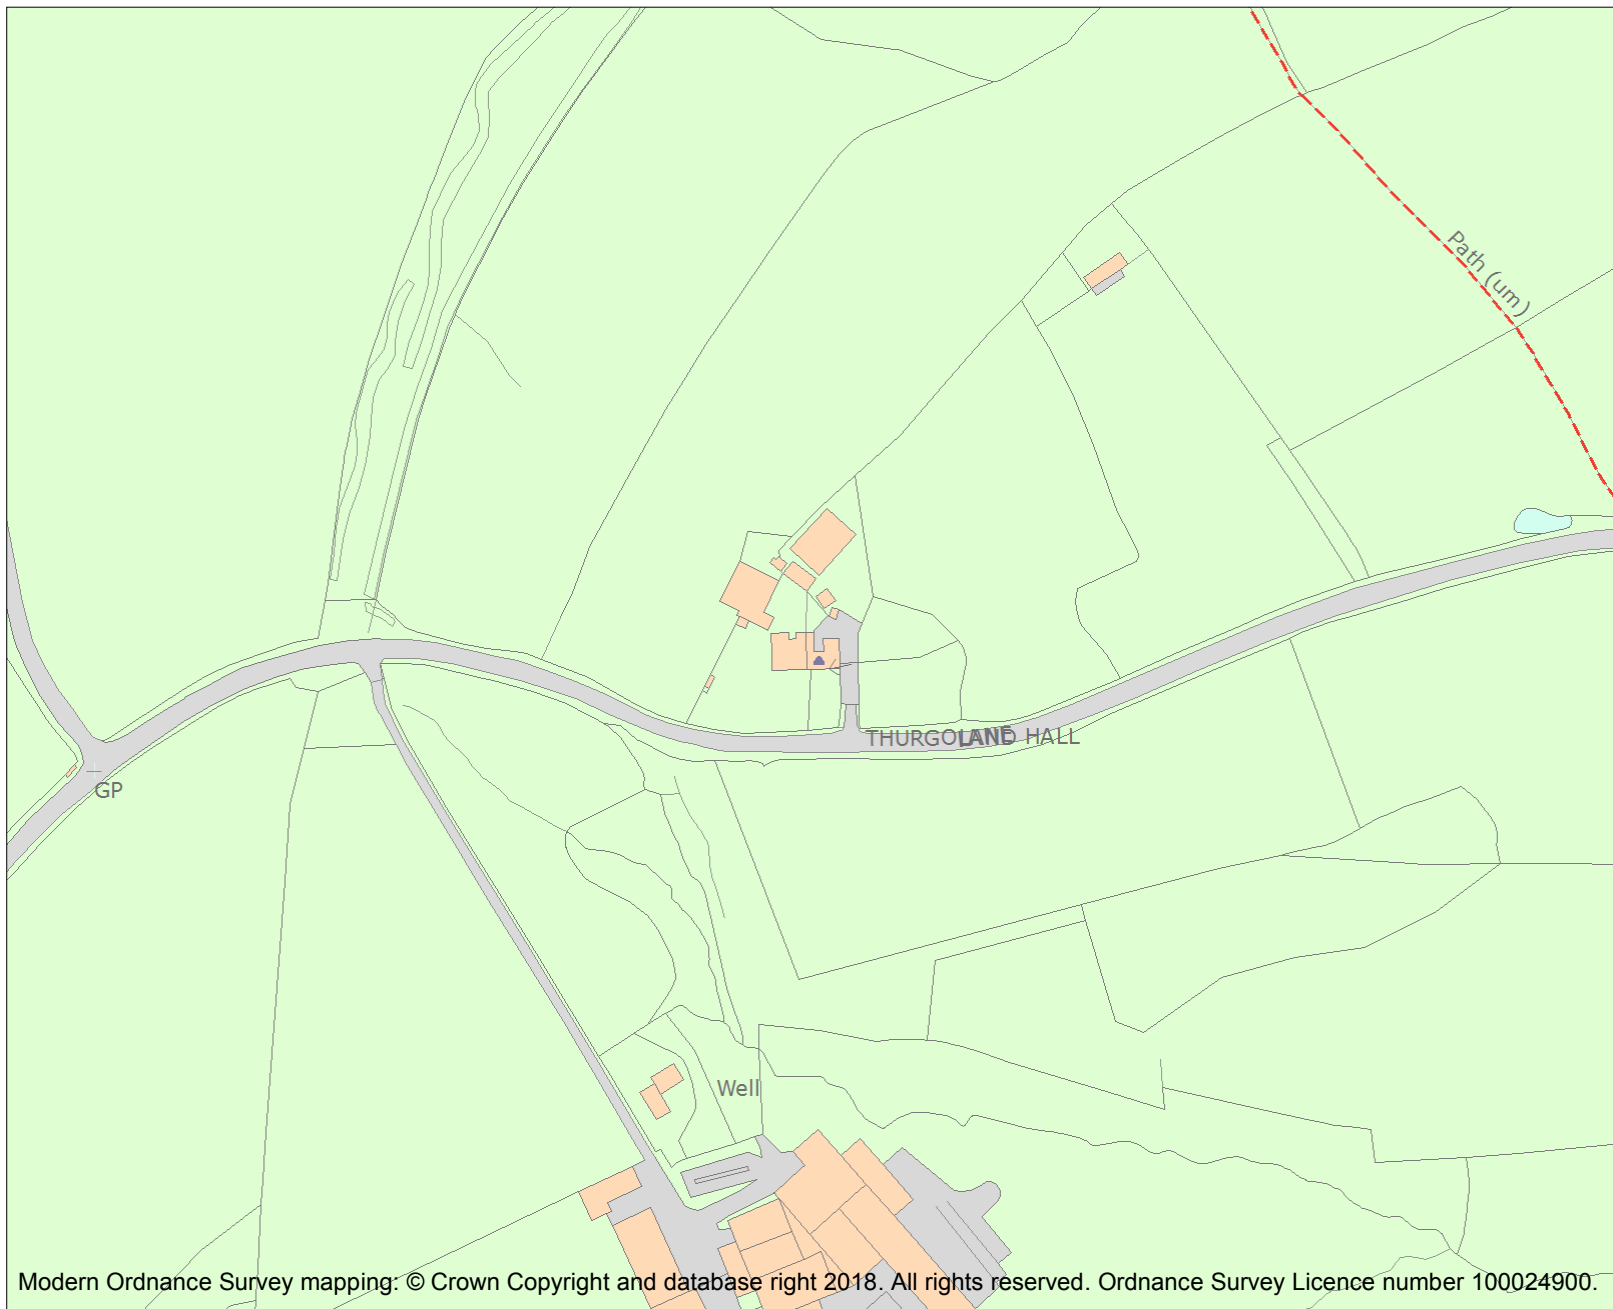 Path (um)
THURGOLAND HALL
LANE
GP
Well
Modern Ordnance Survey mapping: © Crown Copyright and database right 2018. All rights reserved. Ordnance Survey Licence number 100024900.